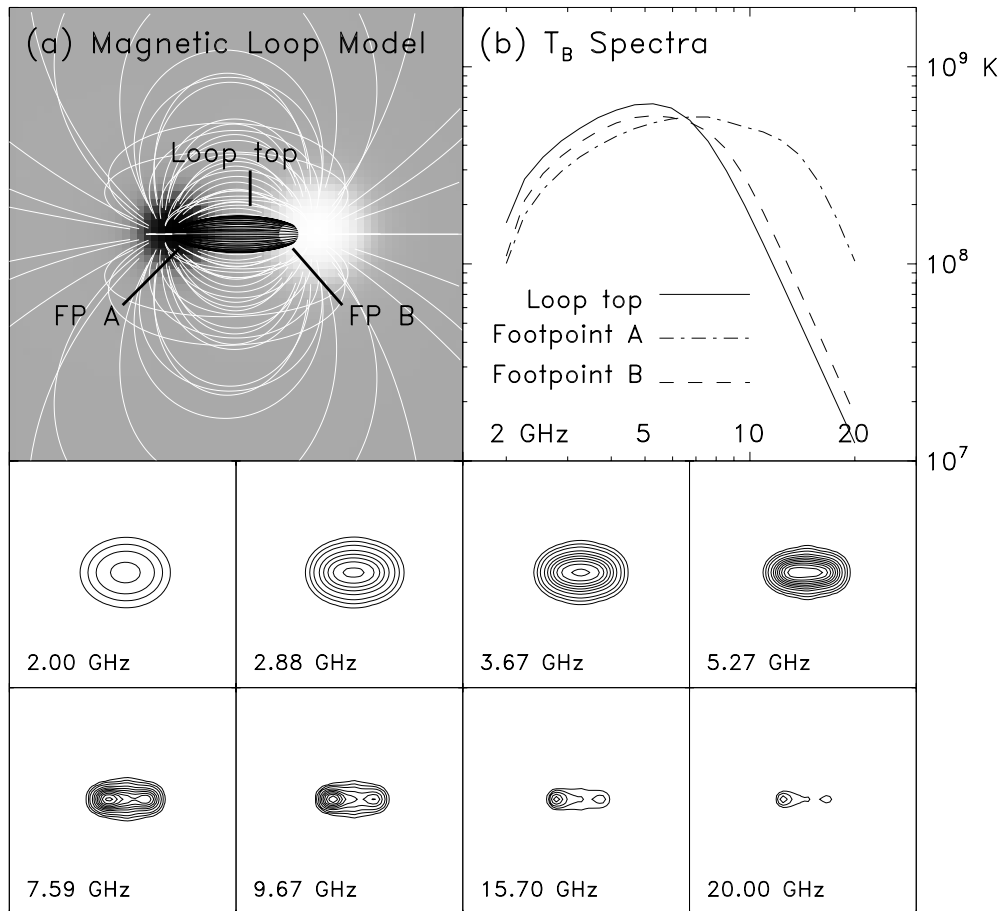 (a) Magnetic Loop Model
Loop top
FP A
FP B
(b) T_B Spectra
10^9 K
10^8
10^7
Loop top
Footpoint A
Footpoint B
2 GHz 5 10 20
2.00 GHz
2.88 GHz
3.67 GHz
5.27 GHz
7.59 GHz
9.67 GHz
15.70 GHz
20.00 GHz